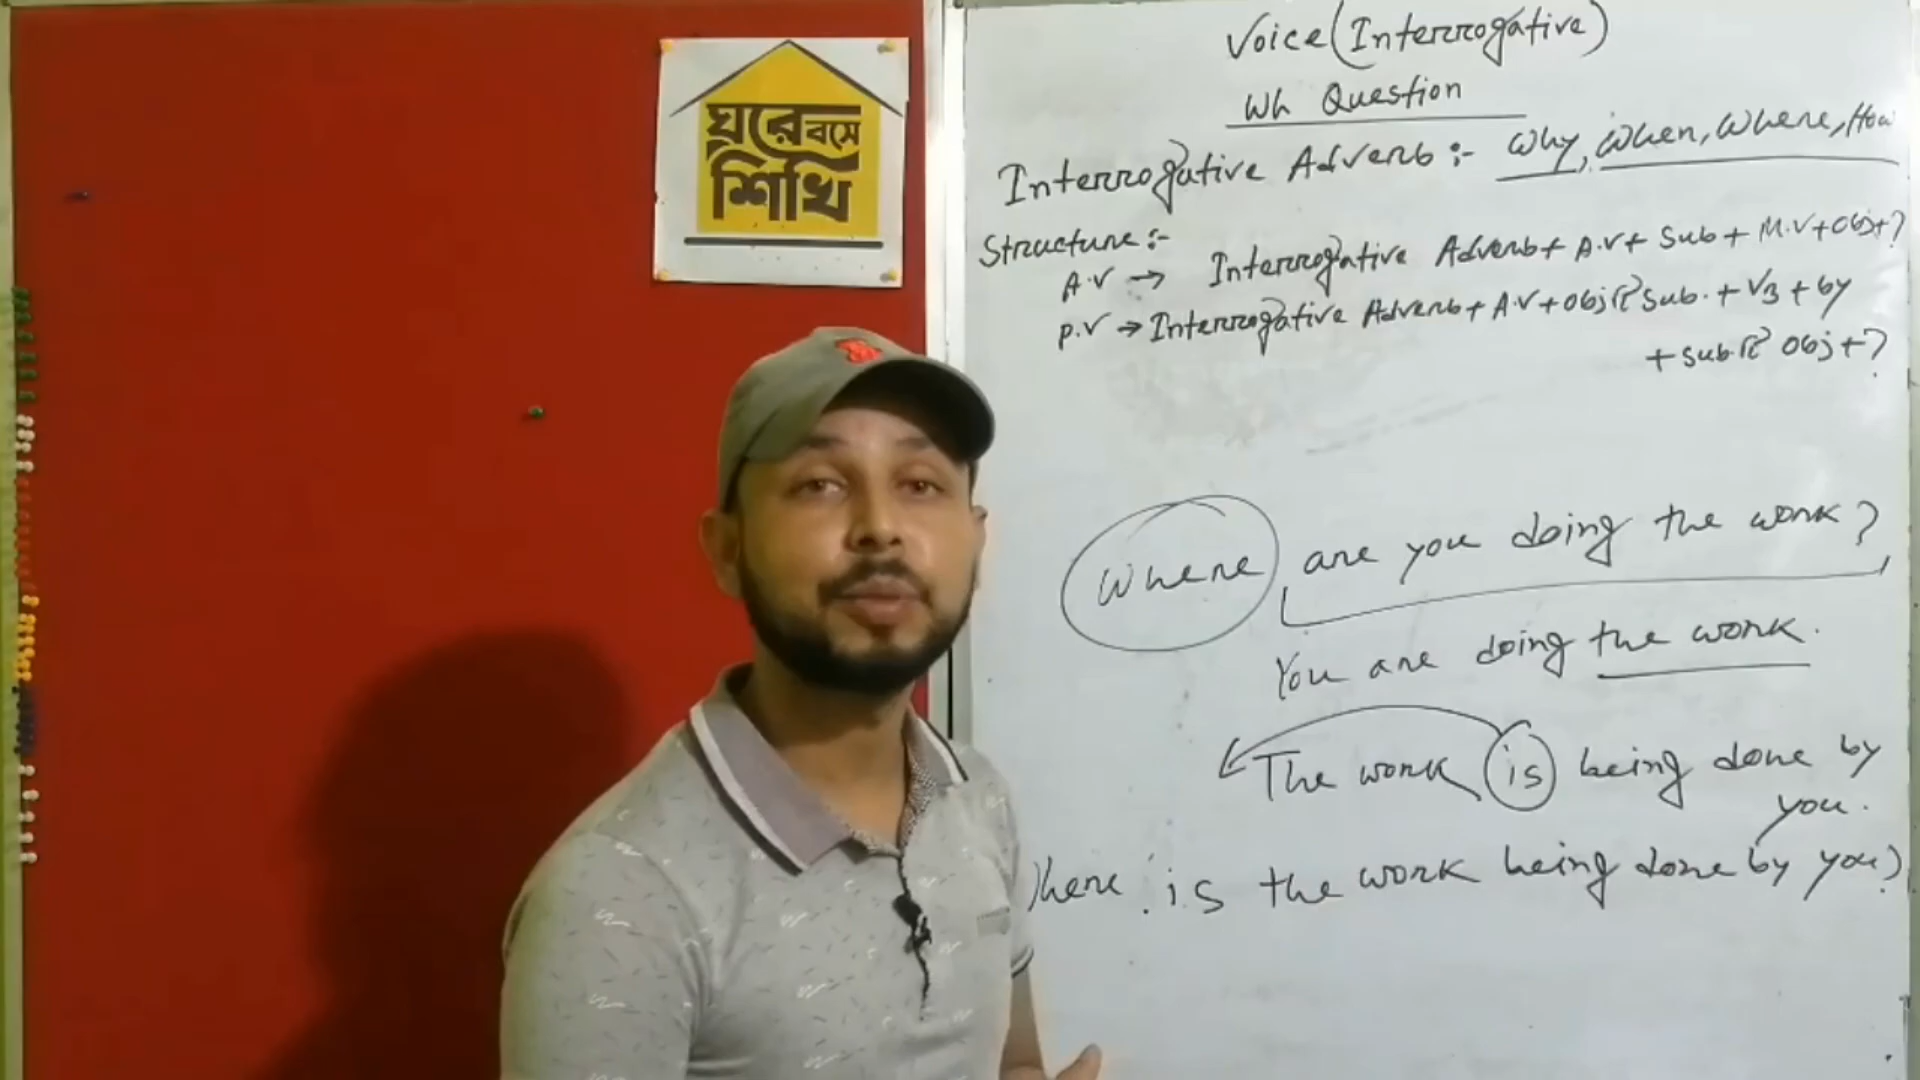 ঘরে বসে
শিখি
Voice (Interrogative)
Wh Question
Interrogative Adverb :- Why, When, Where, How
Structure :-
A.V → Interrogative Adverb + A.V + Sub + M.V + Obj + ?
P.V → Interrogative Adverb + A.V + Obj র Sub. + V3 + by
+ Sub. র Obj + ?
Where are you doing the work?
You are doing the work.
The work is being done by
you.
here is the work being done by you?